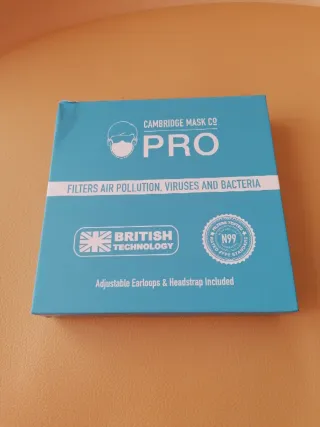 CAMBRIDGE MASK CO
PRO
FILTERS AIR POLLUTION, VIRUSES AND BACTERIA
BRITISH
TECHNOLOGY
N99
Adjustable Earloops & Headstrap Included